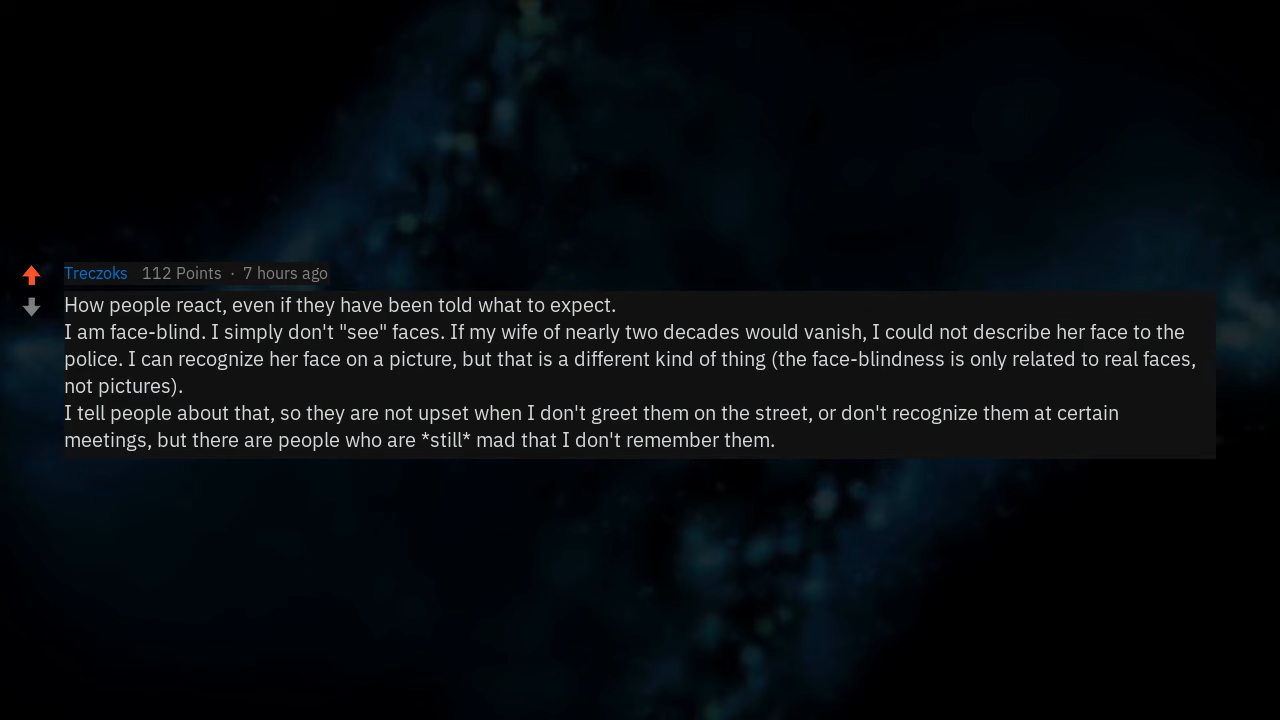 Treczoks 112 Points · 7 hours ago
How people react, even if they have been told what to expect.
I am face-blind. I simply don't "see" faces. If my wife of nearly two decades would vanish, I could not describe her face to the
police. I can recognize her face on a picture, but that is a different kind of thing (the face-blindness is only related to real faces,
not pictures).
I tell people about that, so they are not upset when I don't greet them on the street, or don't recognize them at certain
meetings, but there are people who are *still* mad that I don't remember them.